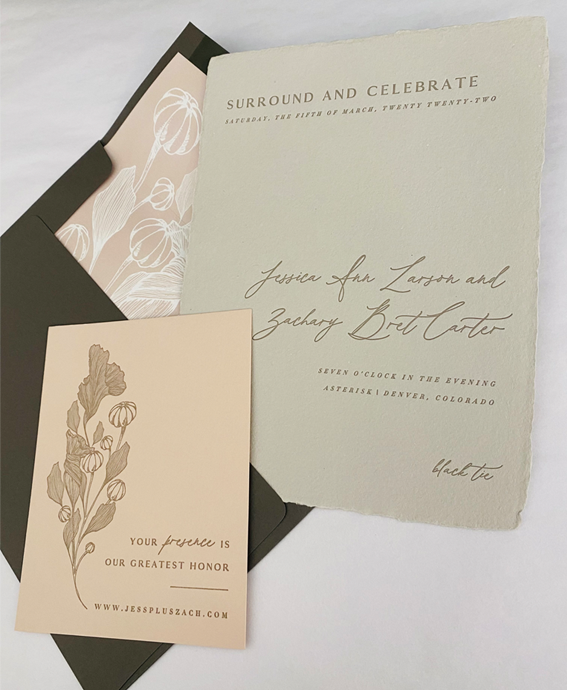 SURROUND AND CELEBRATE
SATURDAY, THE FIFTH OF MARCH, TWENTY TWENTY-TWO
Jessica Ann Larson and
Zachary Bret Carter
SEVEN O'CLOCK IN THE EVENING
ASTERISK | DENVER, COLORADO
black tie
YOUR presence IS
OUR GREATEST HONOR
WWW.JESSPLUSZACH.COM